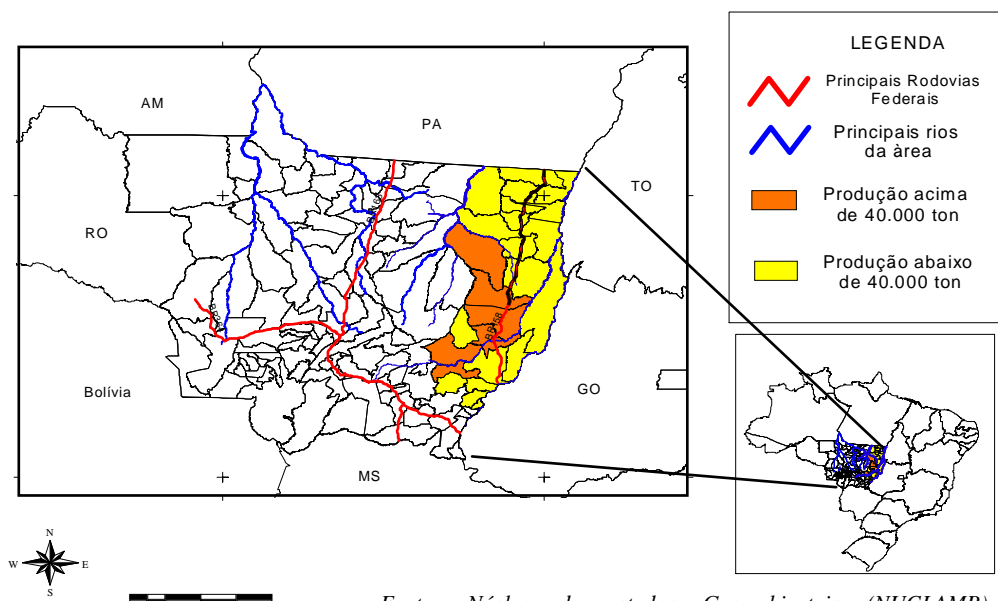 LEGENDA
Principais Rodovias
Federais
Principais rios
da àrea
Produção acima
de 40.000 ton
Produção abaixo
de 40.000 ton
AM
PA
TO
RO
Bolívia
GO
MS
N
W
E
S